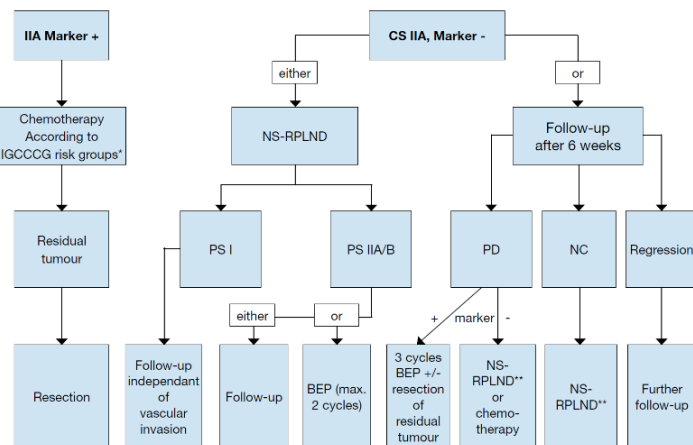 IIA Marker +
CS IIA, Marker -
either
or
Chemotherapy
According to
IGCCCG risk groups*
NS-RPLND
Follow-up
after 6 weeks
Residual
tumour
PS I
PS IIA/B
PD
NC
Regression
either
or
+ marker -
Resection
Follow-up
independant
of
vascular
invasion
Follow-up
BEP (max.
2 cycles)
3 cycles
BEP +/-
resection
of
residual
tumour
NS-
RPLND**
or
chemo-
therapy
NS-
RPLND**
Further
follow-up